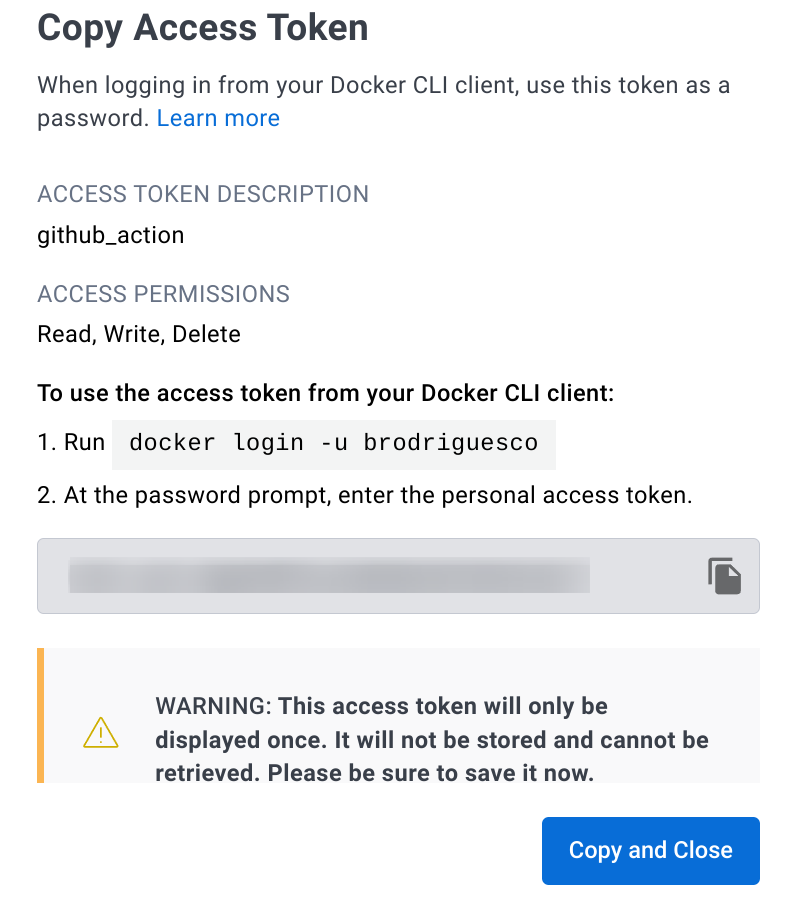 Copy Access Token
When logging in from your Docker CLI client, use this token as a
password. Learn more
ACCESS TOKEN DESCRIPTION
github_action
ACCESS PERMISSIONS
Read, Write, Delete
To use the access token from your Docker CLI client:
1. Run docker login -u brodriguesco
2. At the password prompt, enter the personal access token.
WARNING: This access token will only be
displayed once. It will not be stored and cannot be
retrieved. Please be sure to save it now.
Copy and Close